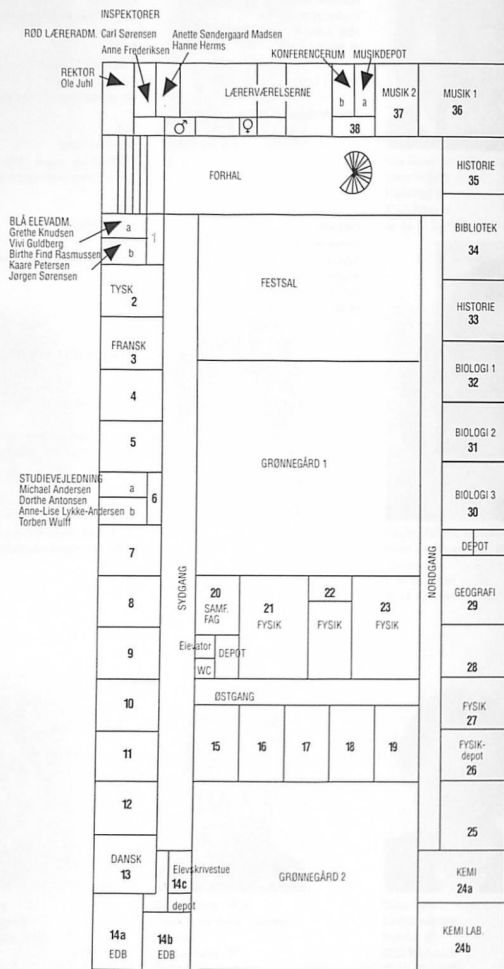 INSPEKTORER
RØD LÆRERADM. Carl Sørensen
Anne Frederiksen
Anette Søndergaard Madsen
Hanne Herms
KONFERENCERUM MUSIKDEPOT
REKTOR
Ole Juhl
LÆRERVÆRELSERNE
b
a
38
MUSIK 2
37
MUSIK 1
36
♂
♀
FORHAL
HISTORIE
35
BLÅ ELEVADM.
Grethe Knudsen
Vivi Guldberg
Birthe Find Rasmussen
Kaare Petersen
Jørgen Sørensen
a
b
1
BIBLIOTEK
34
TYSK
2
FESTSAL
HISTORIE
33
FRANSK
3
BIOLOGI 1
32
4
5
BIOLOGI 2
31
GRØNNEGÅRD 1
STUDIEVEJLEDNING
Michael Andersen
Dorthe Antonsen
Anne-Lise Lykke-Andersen
Torben Wulff
a
b
6
BIOLOGI 3
30
7
DEPOT
SYDGANG
NORDGANG
8
20
SAMF.
FAG
21
FYSIK
22
FYSIK
23
FYSIK
GEOGRAFI
29
9
Elevator
DEPOT
WC
28
10
ØSTGANG
FYSIK
27
11
15
16
17
18
19
FYSIK-
depot
26
12
25
DANSK
13
Elevskrivestue
14c
depot
GRØNNEGÅRD 2
KEMI
24a
14a
EDB
14b
EDB
KEMI LAB.
24b